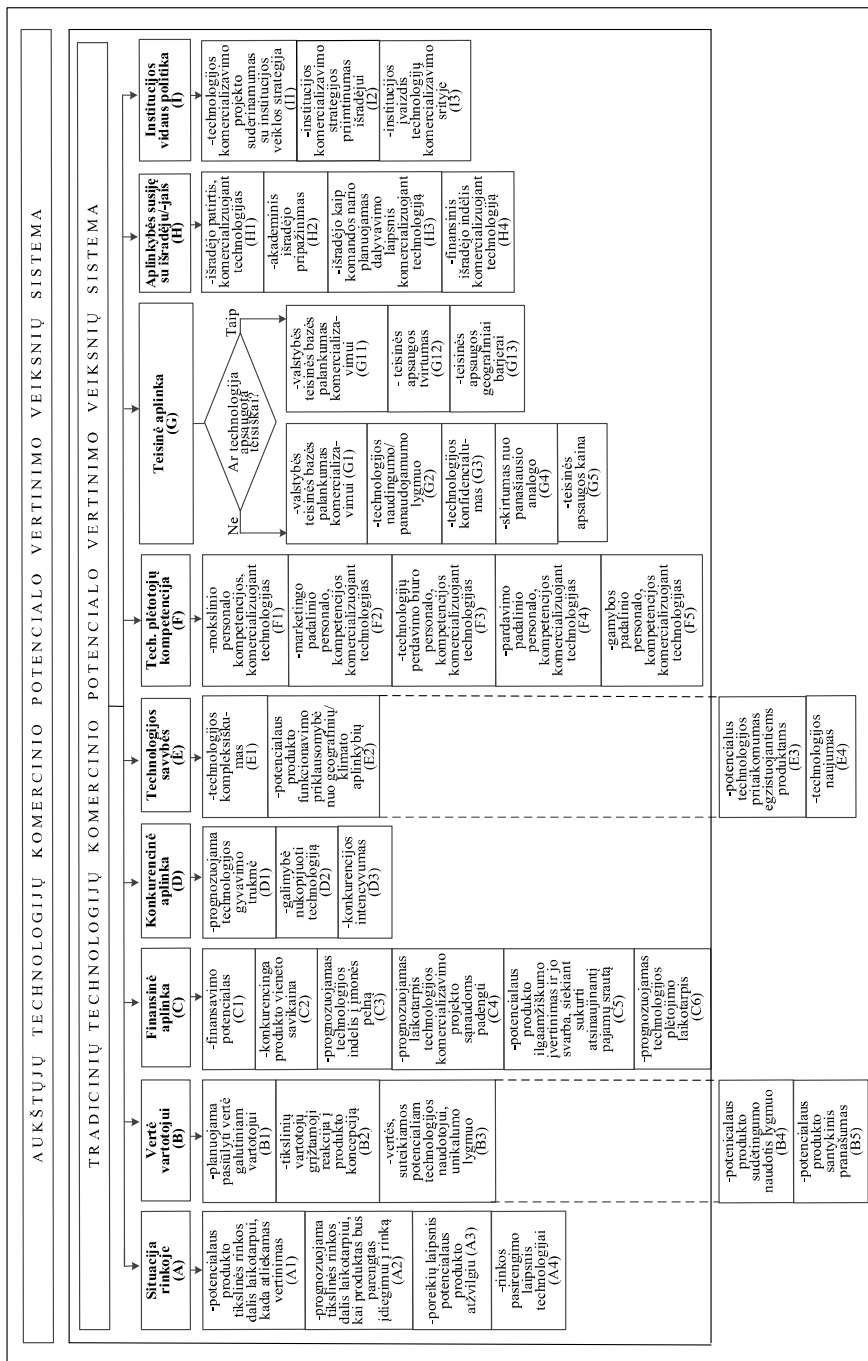 AUKŠTŲJŲ TECHNOLOGIJŲ KOMERCINIO POTENCIALO VERTINIMO VEIKSNIŲ SISTEMA
TRADICINIŲ TECHNOLOGIJŲ KOMERCINIO POTENCIALO VERTINIMO VEIKSNIŲ SISTEMA
Situacija
rinkoje
(A)
-potencialaus
produkto
tikslinės rinkos
dalis laikotarpui,
kada atliekamas
vertinimas
(A1)
-prognozuojama
tikslinės rinkos
dalis laikotarpiui,
kai produktas bus
parengtas
įdiegimui į rinką
(A2)
-poreikių laipsnis
potencialaus
produkto
atžvilgiu (A3)
-rinkos
pasirengimo
laipsnis
technologijai
(A4)
Vertė
vartotojui
(B)
-planuojama
pasiūlyti vertė
galutiniam
vartotojui
(B1)
-tikslinių
vartotojų
grįžtamoji
reakcija į
produkto
koncepciją
(B2)
-vertės,
suteikiamos
potencialiam
technologijos
naudotojui,
unikalumo
lygmuo
(B3)
-potenicalaus
produkto
sudėtingumo
naudotis lygmuo
(B4)
-potencialaus
produkto
santykinis
pranašumas
(B5)
Finansinė
aplinka
(C)
-finansavimo
potencialas
(C1)
-konkurencinga
produkto vieneto
savikaina
(C2)
-prognozuojamas
technologijos
indelis į įmonės
pelną
(C3)
-prognozuojamas
laikotarpis
technologijos
komercializavimo
projekto
sąnaudoms
padengti
(C4)
-potencialaus
produkto
ilgaamžiškumo
įvertinimas ir jo
svarba, siekiant
sukurti
atsinaujinantį
pajamų srautą
(C5)
-prognozuojamas
technologijos
plėtojimo
laikotarpis
(C6)
Konkurencinė
aplinka
(D)
-prognozuojama
technologijos
gyvavimo
trukmė
(D1)
-galimybė
nukopijuoti
technologiją
(D2)
-konkurencijos
intencyvumas
(D3)
Technologijos
savybės
(E)
-technologijos
kompleksišku-
mas
(E1)
-potencialaus
produkto
funkcionavimo
priklausomybė
nuo geografinių/
klimato
aplinkybių
(E2)
-potencialus
technologijos
pritaikomumas
egzistuojantiems
produktams
(E3)
-technologijos
naujumas
(E4)
Tech. plėtotojų
kompetencija
(F)
-mokslinio
personalo
kompetencijos,
komercializuojant
technologijas
(F1)
-marketingo
padalinio
personalo,
kompetencijos
komercializuojant
technologijas
(F2)
-technologijų
perdavimo biuro
personalo,
kompetencijos
komercializuojant
technologijas
(F3)
-pardavimo
padalinio
personalo,
kompetencijos
komercializuojant
technologijas
(F4)
-gamybos
padalinio
personalo,
kompetencijos
komercializuojant
technologijas
(F5)
Teisinė aplinka
(G)
Ar technologija
apsaugota
teisiškai?
Ne
Taip
-valstybės
teisinės bazės
palankumas
komercializa-
vimui (G1)
-technologijos
naudingumo/
panaudojamumo
lygmuo
(G2)
-technologijos
konfidencialu-
mas (G3)
-skirtumas nuo
panašiausio
analogo
(G4)
-teisinės
apsaugos kaina
(G5)
-valstybės
teisinės bazės
palankumas
komercializa-
vimui
(G11)
- teisinės
apsaugos
tvirtumas
(G12)
-teisinės
apsaugos
geografiniai
barjerai
(G13)
Aplinkybės susiję
su išradėju/-jais
(H)
-išradėjo patirtis,
komercializuojant
technologijas
(H1)
-akademinis
išradėjo
pripažinimas
(H2)
-išradėjo kaip
komandos nario
planuojamas
dalyvavimo
laipsnis
komercializuojant
technologiją
(H3)
-finansinis
išradėjo indėlis
komercializuojant
technologiją
(H4)
Institucijos
vidaus politika
(I)
-technologijos
komercializavimo
projekto
suderinamumas
su institucijos
veiklos strategija
(I1)
-institucijos
komercializavimo
strategijos
priimtinumas
išradėjui
(I2)
-institucijos
įvaizdis
technologijų
komercializavimo
srityje
(I3)